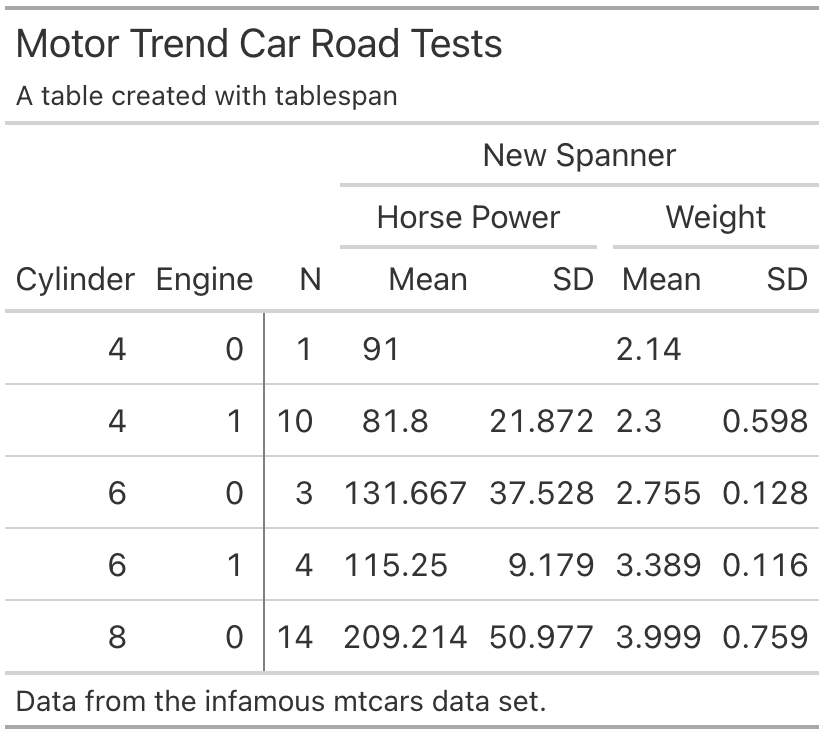 Motor Trend Car Road Tests
A table created with tablespan
New Spanner
Horse Power Weight
Cylinder Engine N Mean SD Mean SD
4 0 1 91 2.14
4 1 10 81.8 21.872 2.3 0.598
6 0 3 131.667 37.528 2.755 0.128
6 1 4 115.25 9.179 3.389 0.116
8 0 14 209.214 50.977 3.999 0.759
Data from the infamous mtcars data set.